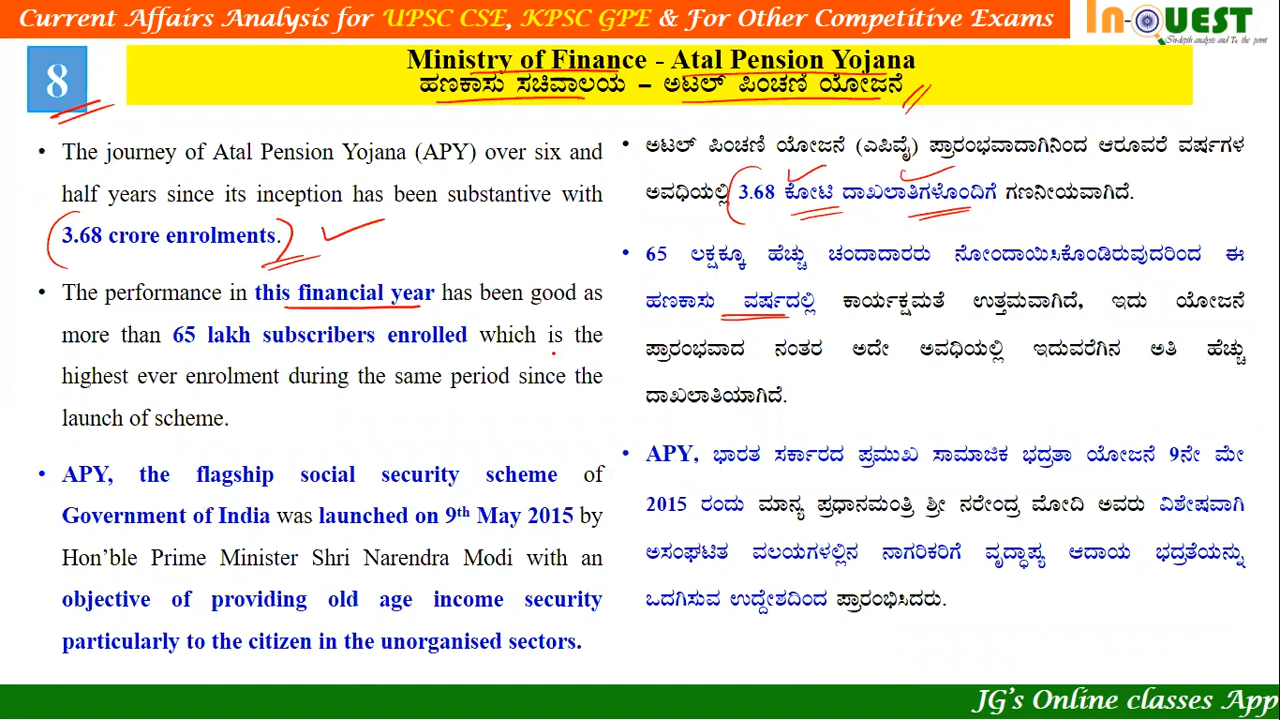 Current Affairs Analysis for UPSC CSE, KPSC GPE & For Other Competitive Exams
In-QUEST
In-depth analysis and To the point
8
Ministry of Finance - Atal Pension Yojana
ಹಣಕಾಸು ಸಚಿವಾಲಯ – ಅಟಲ್ ಪಿಂಚಣಿ ಯೋಜನೆ
• The journey of Atal Pension Yojana (APY) over six and
half years since its inception has been substantive with
3.68 crore enrolments.
• The performance in this financial year has been good as
more than 65 lakh subscribers enrolled which is the
highest ever enrolment during the same period since the
launch of scheme.
• APY, the flagship social security scheme of
Government of India was launched on 9th May 2015 by
Hon'ble Prime Minister Shri Narendra Modi with an
objective of providing old age income security
particularly to the citizen in the unorganised sectors.
• ಅಟಲ್ ಪಿಂಚಣಿ ಯೋಜನೆ (ಎಪಿವೈ) ಪ್ರಾರಂಭವಾದಾಗಿನಿಂದ ಆರೂವರೆ ವರ್ಷಗಳ
ಅವಧಿಯಲ್ಲಿ 3.68 ಕೋಟಿ ದಾಖಲಾತಿಗಳೊಂದಿಗೆ ಗಣನೀಯವಾಗಿದೆ.
• 65 ಲಕ್ಷಕ್ಕೂ ಹೆಚ್ಚು ಚಂದಾದಾರರು ನೋಂದಾಯಿಸಿಕೊಂಡಿರುವುದರಿಂದ ಈ
ಹಣಕಾಸು ವರ್ಷದಲ್ಲಿ ಕಾರ್ಯಕ್ಷಮತೆ ಉತ್ತಮವಾಗಿದೆ, ಇದು ಯೋಜನೆ
ಪ್ರಾರಂಭವಾದ ನಂತರ ಅದೇ ಅವಧಿಯಲ್ಲಿ ಇದುವರೆಗಿನ ಅತಿ ಹೆಚ್ಚು
ದಾಖಲಾತಿಯಾಗಿದೆ.
• APY, ಭಾರತ ಸರ್ಕಾರದ ಪ್ರಮುಖ ಸಾಮಾಜಿಕ ಭದ್ರತಾ ಯೋಜನೆ 9ನೇ ಮೇ
2015 ರಂದು ಮಾನ್ಯ ಪ್ರಧಾನಮಂತ್ರಿ ಶ್ರೀ ನರೇಂದ್ರ ಮೋದಿ ಅವರು ವಿಶೇಷವಾಗಿ
ಅಸಂಘಟಿತ ವಲಯಗಳಲ್ಲಿನ ನಾಗರಿಕರಿಗೆ ವೃದ್ಧಾಪ್ಯ ಆದಾಯ ಭದ್ರತೆಯನ್ನು
ಒದಗಿಸುವ ಉದ್ದೇಶದಿಂದ ಪ್ರಾರಂಭಿಸಿದರು.
JG's Online classes App